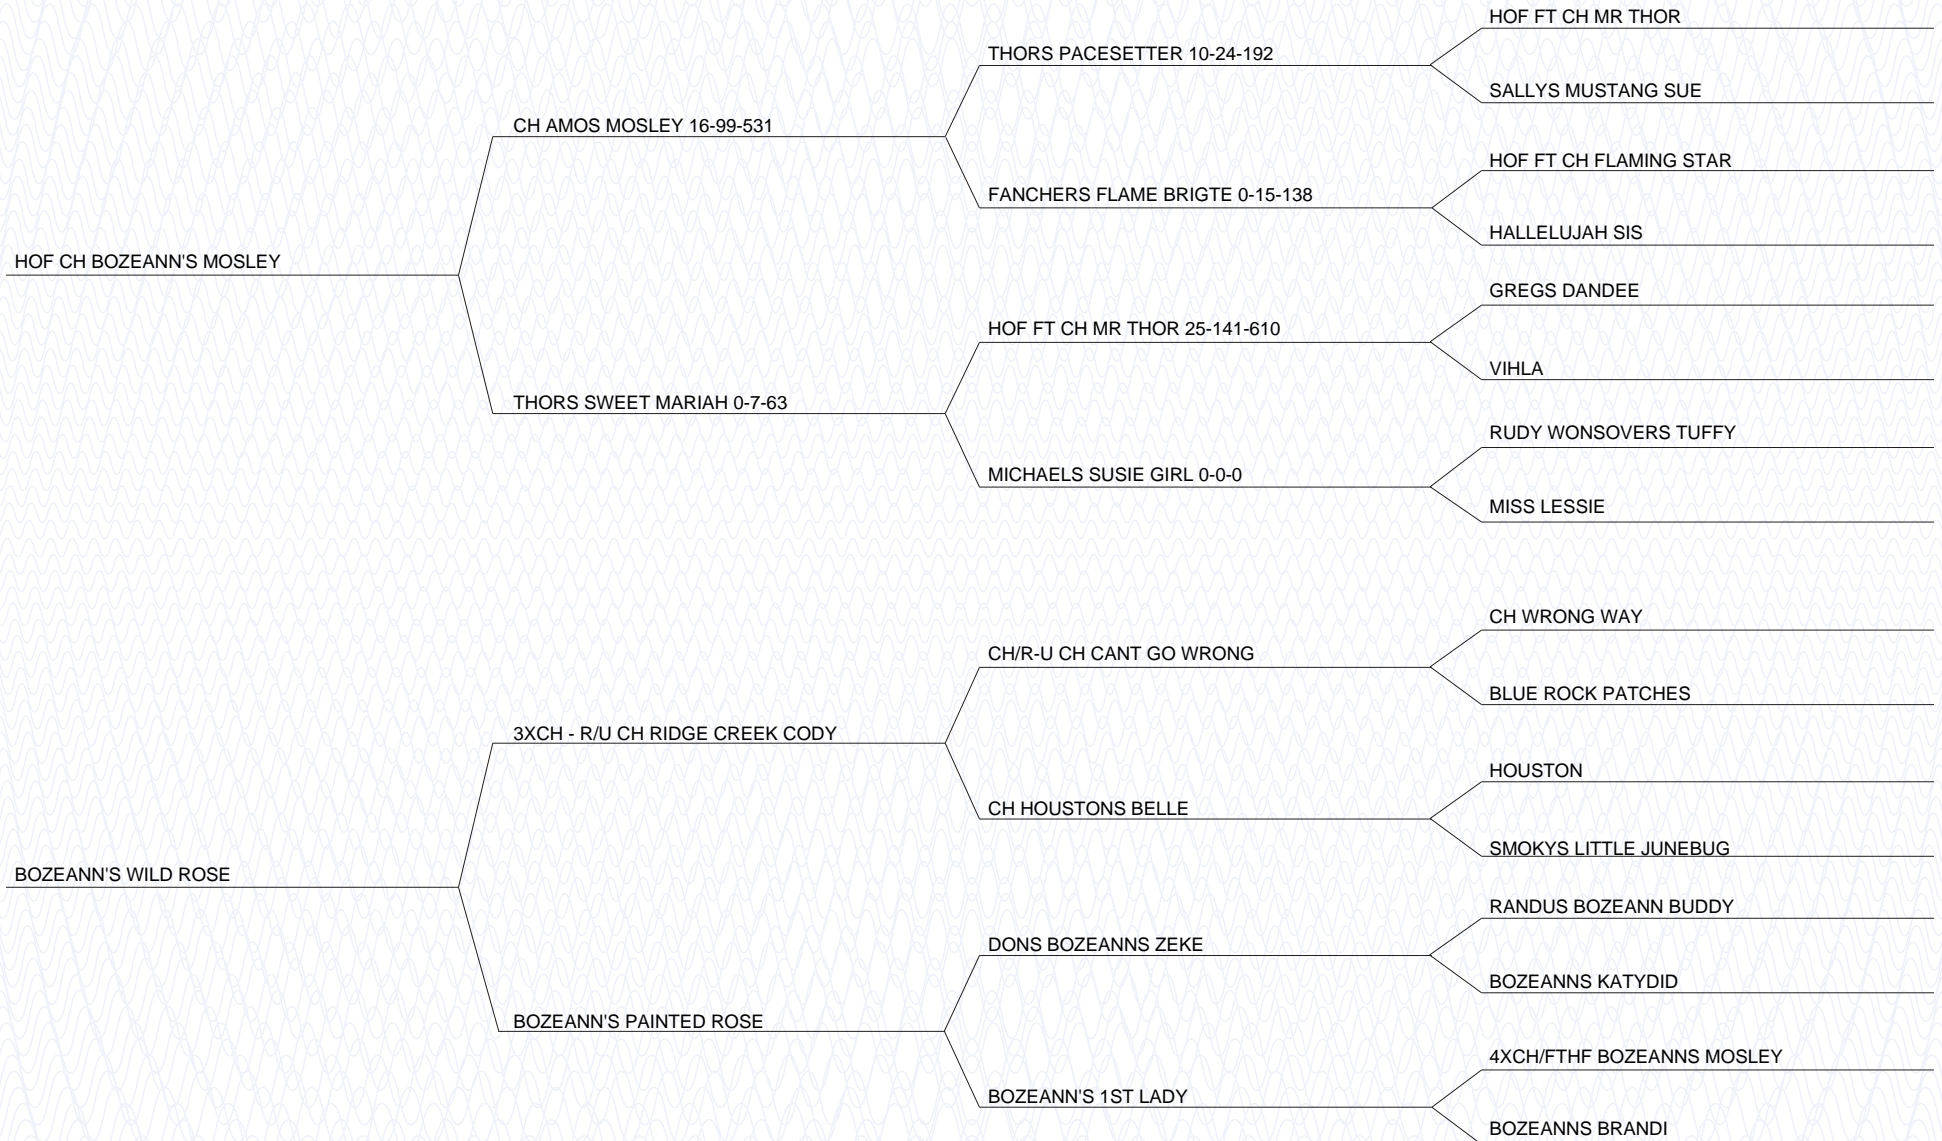 HOF FT CH MR THOR
THORS PACESETTER 10-24-192
SALLYS MUSTANG SUE
CH AMOS MOSLEY 16-99-531
HOF FT CH FLAMING STAR
FANCHERS FLAME BRIGTE 0-15-138
HALLELUJAH SIS
HOF CH BOZEANN'S MOSLEY
GREGS DANDEE
HOF FT CH MR THOR 25-141-610
VIHLA
THORS SWEET MARIAH 0-7-63
RUDY WONSOVERS TUFFY
MICHAELS SUSIE GIRL 0-0-0
MISS LESSIE
CH WRONG WAY
CH/R-U CH CANT GO WRONG
BLUE ROCK PATCHES
3XCH - R/U CH RIDGE CREEK CODY
HOUSTON
CH HOUSTONS BELLE
SMOKYS LITTLE JUNEBUG
BOZEANN'S WILD ROSE
RANDUS BOZEANN BUDDY
DONS BOZEANNS ZEKE
BOZEANNS KATYDID
BOZEANN'S PAINTED ROSE
4XCH/FTHF BOZEANNS MOSLEY
BOZEANN'S 1ST LADY
BOZEANNS BRANDI